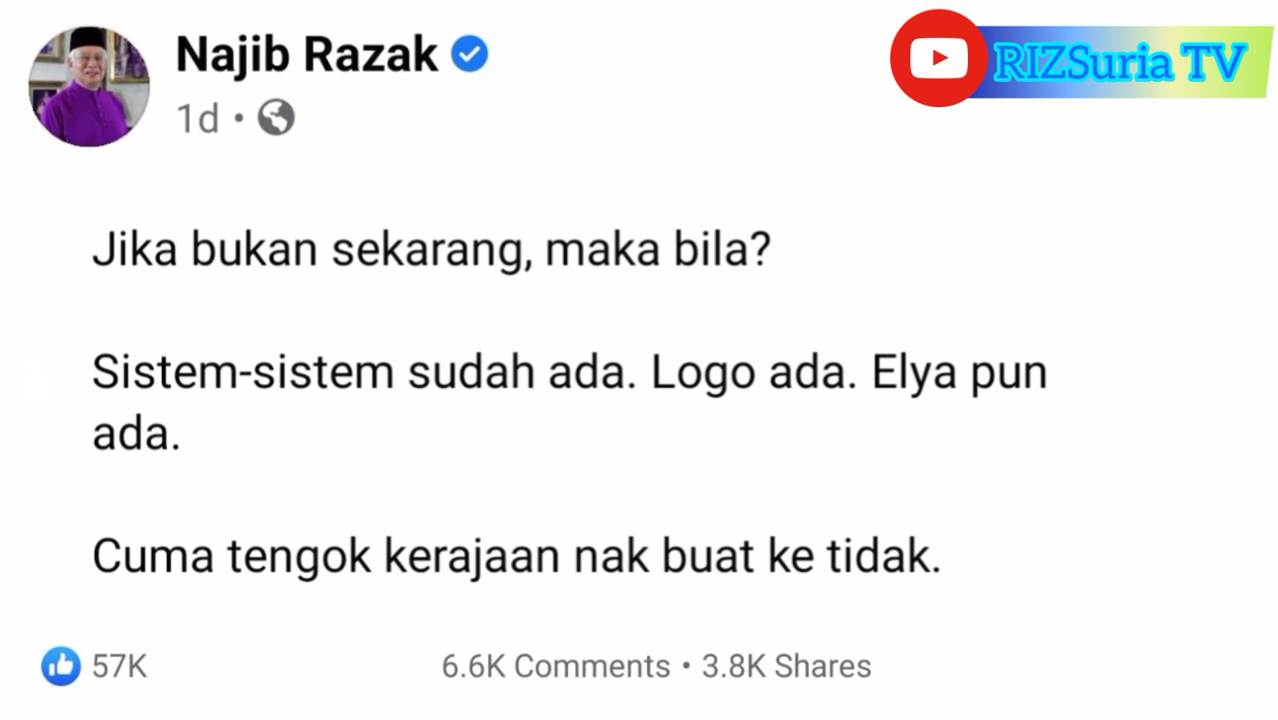 Najib Razak
1d •
RIZSuria TV
Jika bukan sekarang, maka bila?
Sistem-sistem sudah ada. Logo ada. Elya pun
ada.
Cuma tengok kerajaan nak buat ke tidak.
57K
6.6K Comments • 3.8K Shares